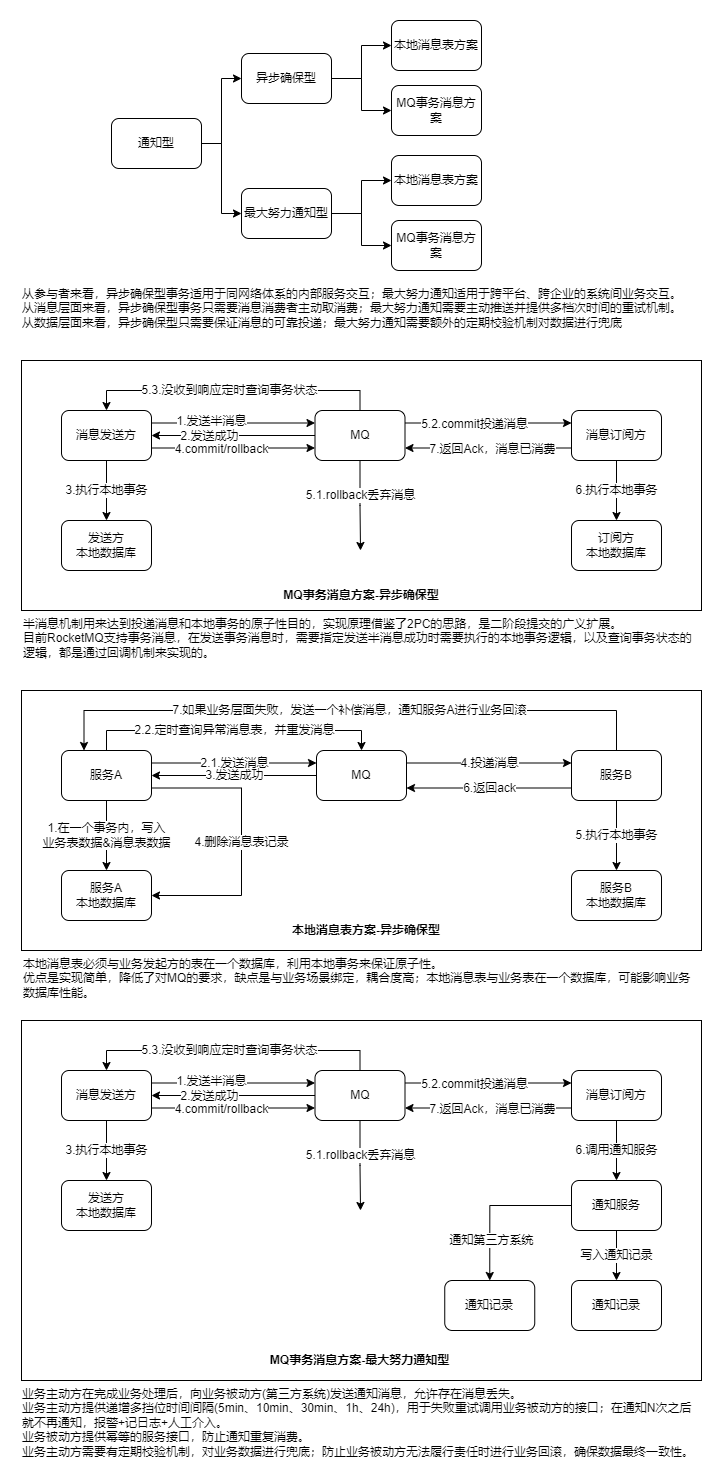 本地消息表方案
异步确保型
MQ事务消息方
案
通知型
本地消息表方案
最大努力通知型
MQ事务消息方
案
从参与者来看，异步确保型事务适用于同网络体系的内部服务交互；最大努力通知适用于跨平台、跨企业的系统间业务交互。
从消息层面来看，异步确保型事务只需要消息消费者主动取消费；最大努力通知需要主动推送并提供多档次时间的重试机制。
从数据层面来看，异步确保型只需要保证消息的可靠投递；最大努力通知需要额外的定期校验机制对数据进行兜底
5.3.没收到响应定时查询事务状态
消息发送方
1.发送半消息
2.发送成功
4.commit/rollback
MQ
5.2.commit投递消息
7.返回Ack，消息已消费
消息订阅方
3.执行本地事务
5.1.rollback丢弃消息
6.执行本地事务
发送方
本地数据库
订阅方
本地数据库
MQ事务消息方案-异步确保型
半消息机制用来达到投递消息和本地事务的原子性目的，实现原理借鉴了2PC的思路，是二阶段提交的广义扩展。
目前RocketMQ支持事务消息，在发送事务消息时，需要指定发送半消息成功时需要执行的本地事务逻辑，以及查询事务状态的
逻辑，都是通过回调机制来实现的。
7.如果业务层面失败，发送一个补偿消息，通知服务A进行业务回滚
2.2.定时查询异常消息表，并重发消息
服务A
2.1.发送消息
3.发送成功
MQ
4.投递消息
6.返回ack
服务B
1.在一个事务内，写入
业务表数据&消息表数据
4.删除消息表记录
5.执行本地事务
服务A
本地数据库
服务B
本地数据库
本地消息表方案-异步确保型
本地消息表必须与业务发起方的表在一个数据库，利用本地事务来保证原子性。
优点是实现简单，降低了对MQ的要求，缺点是与业务场景绑定，耦合度高；本地消息表与业务表在一个数据库，可能影响业务
数据库性能。
5.3.没收到响应定时查询事务状态
消息发送方
1.发送半消息
2.发送成功
4.commit/rollback
MQ
5.2.commit投递消息
7.返回Ack，消息已消费
消息订阅方
3.执行本地事务
5.1.rollback丢弃消息
6.调用通知服务
发送方
本地数据库
通知服务
通知第三方系统
写入通知记录
通知记录
通知记录
MQ事务消息方案-最大努力通知型
业务主动方在完成业务处理后，向业务被动方(第三方系统)发送通知消息，允许存在消息丢失。
业务主动方提供递增多挡位时间间隔(5min、10min、30min、1h、24h)，用于失败重试调用业务被动方的接口；在通知N次之后
就不再通知，报警+记日志+人工介入。
业务被动方提供幂等的服务接口，防止通知重复消费。
业务主动方需要有定期校验机制，对业务数据进行兜底；防止业务被动方无法履行责任时进行业务回滚，确保数据最终一致性。